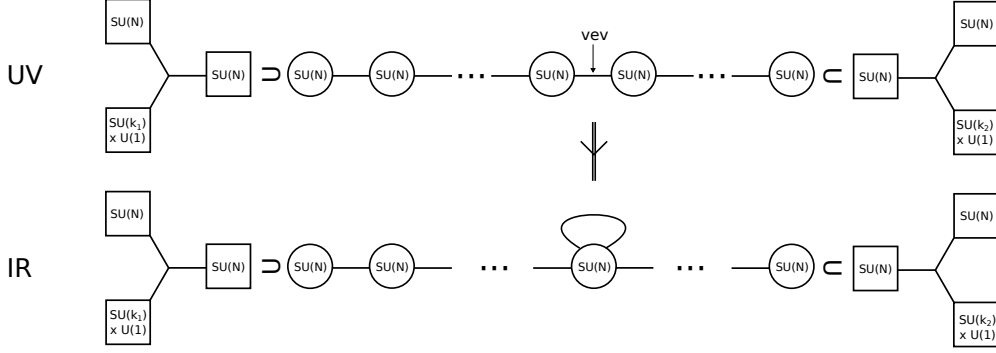 UV
SU(N)
SU(k₁)
x U(1)
SU(N)
⊃
SU(N)
SU(N)
...
SU(N)
vev
SU(N)
...
SU(N)
⊂
SU(N)
SU(N)
SU(k₂)
x U(1)
IR
SU(N)
SU(k₁)
x U(1)
SU(N)
⊃
SU(N)
SU(N)
...
SU(N)
...
SU(N)
⊂
SU(N)
SU(N)
SU(k₂)
x U(1)